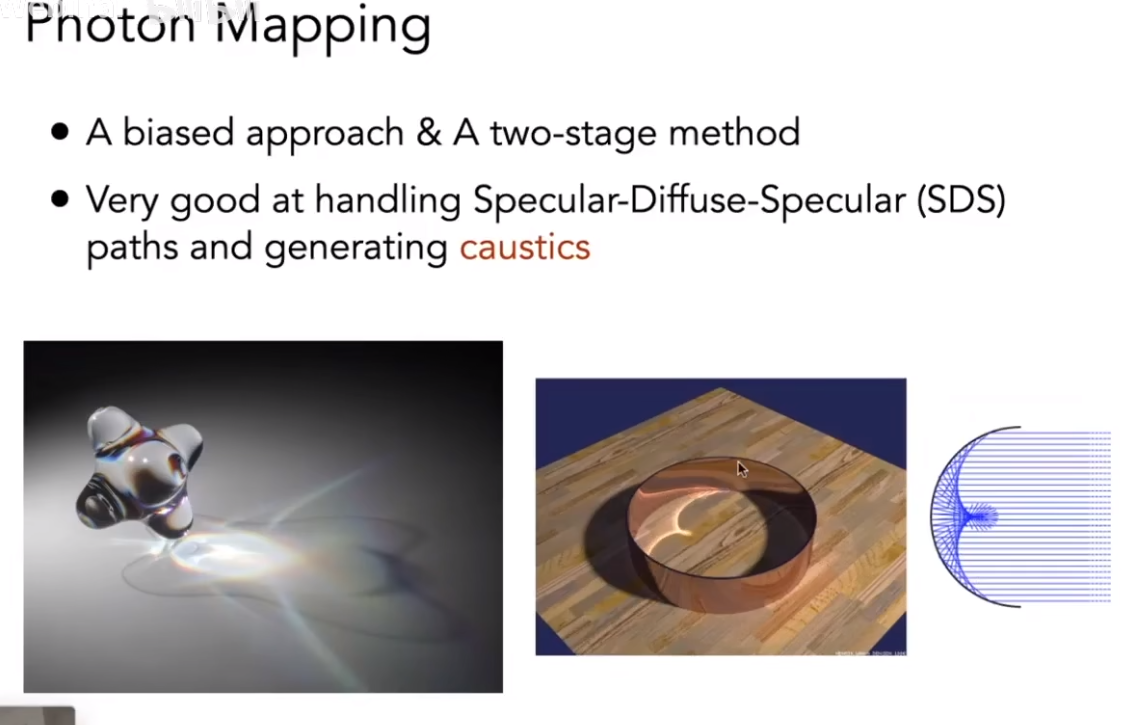 Photon Mapping
• A biased approach & A two-stage method
• Very good at handling Specular-Diffuse-Specular (SDS)
paths and generating caustics